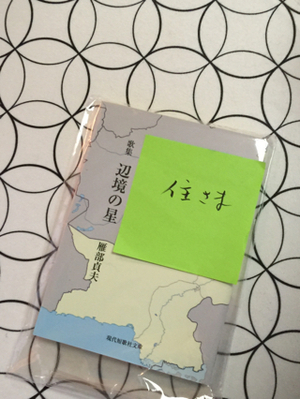 歌集
辺境の星
雁部貞夫
現代短歌社文庫
住さま